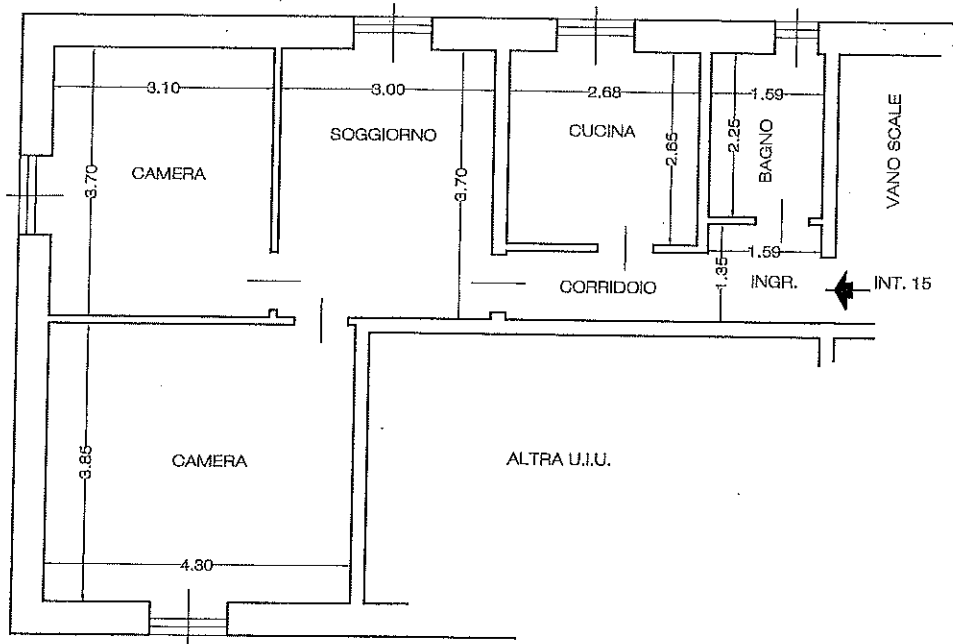 3.10
3.00
2.68
1.59
SOGGIORNO
CUCINA
CAMERA
3.70
3.70
2.65
2.25
BAGNO
VANO SCALE
1.59
1.35
CORRIDOIO
INGR.
INT. 15
3.85
CAMERA
ALTRA U.I.U.
4.30